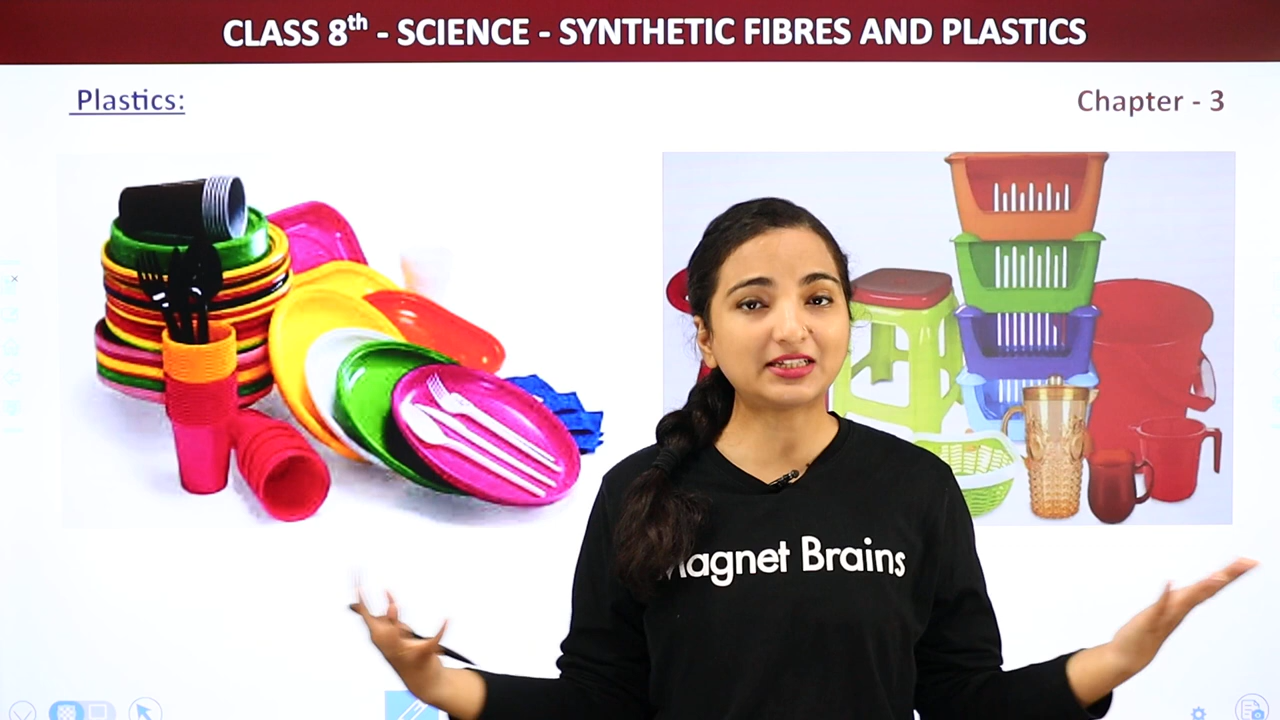 CLASS 8th - SCIENCE - SYNTHETIC FIBRES AND PLASTICS
Plastics:
Chapter - 3
Magnet Brains